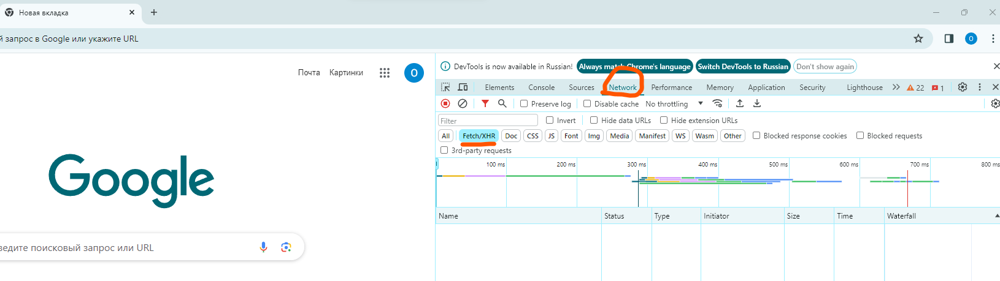 Новая вкладка
й запрос в Google или укажите URL
O
DevTools is now available in Russian! Always match Chrome's language Switch DevTools to Russian Don't show again
Почта Картинки O
Elements Console Sources Network Performance Memory Application Security Lighthouse 22 1
Preserve log Disable cache No throttling
Filter Invert Hide data URLs Hide extension URLs
All Fetch/XHR Doc CSS JS Font Img Media Manifest WS Wasm Other Blocked response cookies Blocked requests
3rd-party requests
100 ms 200 ms 300 ms 400 ms 500 ms 600 ms 700 ms 800 ms
Google
Name Status Type Initiator Size Time Waterfall
ведите поисковый запрос или URL